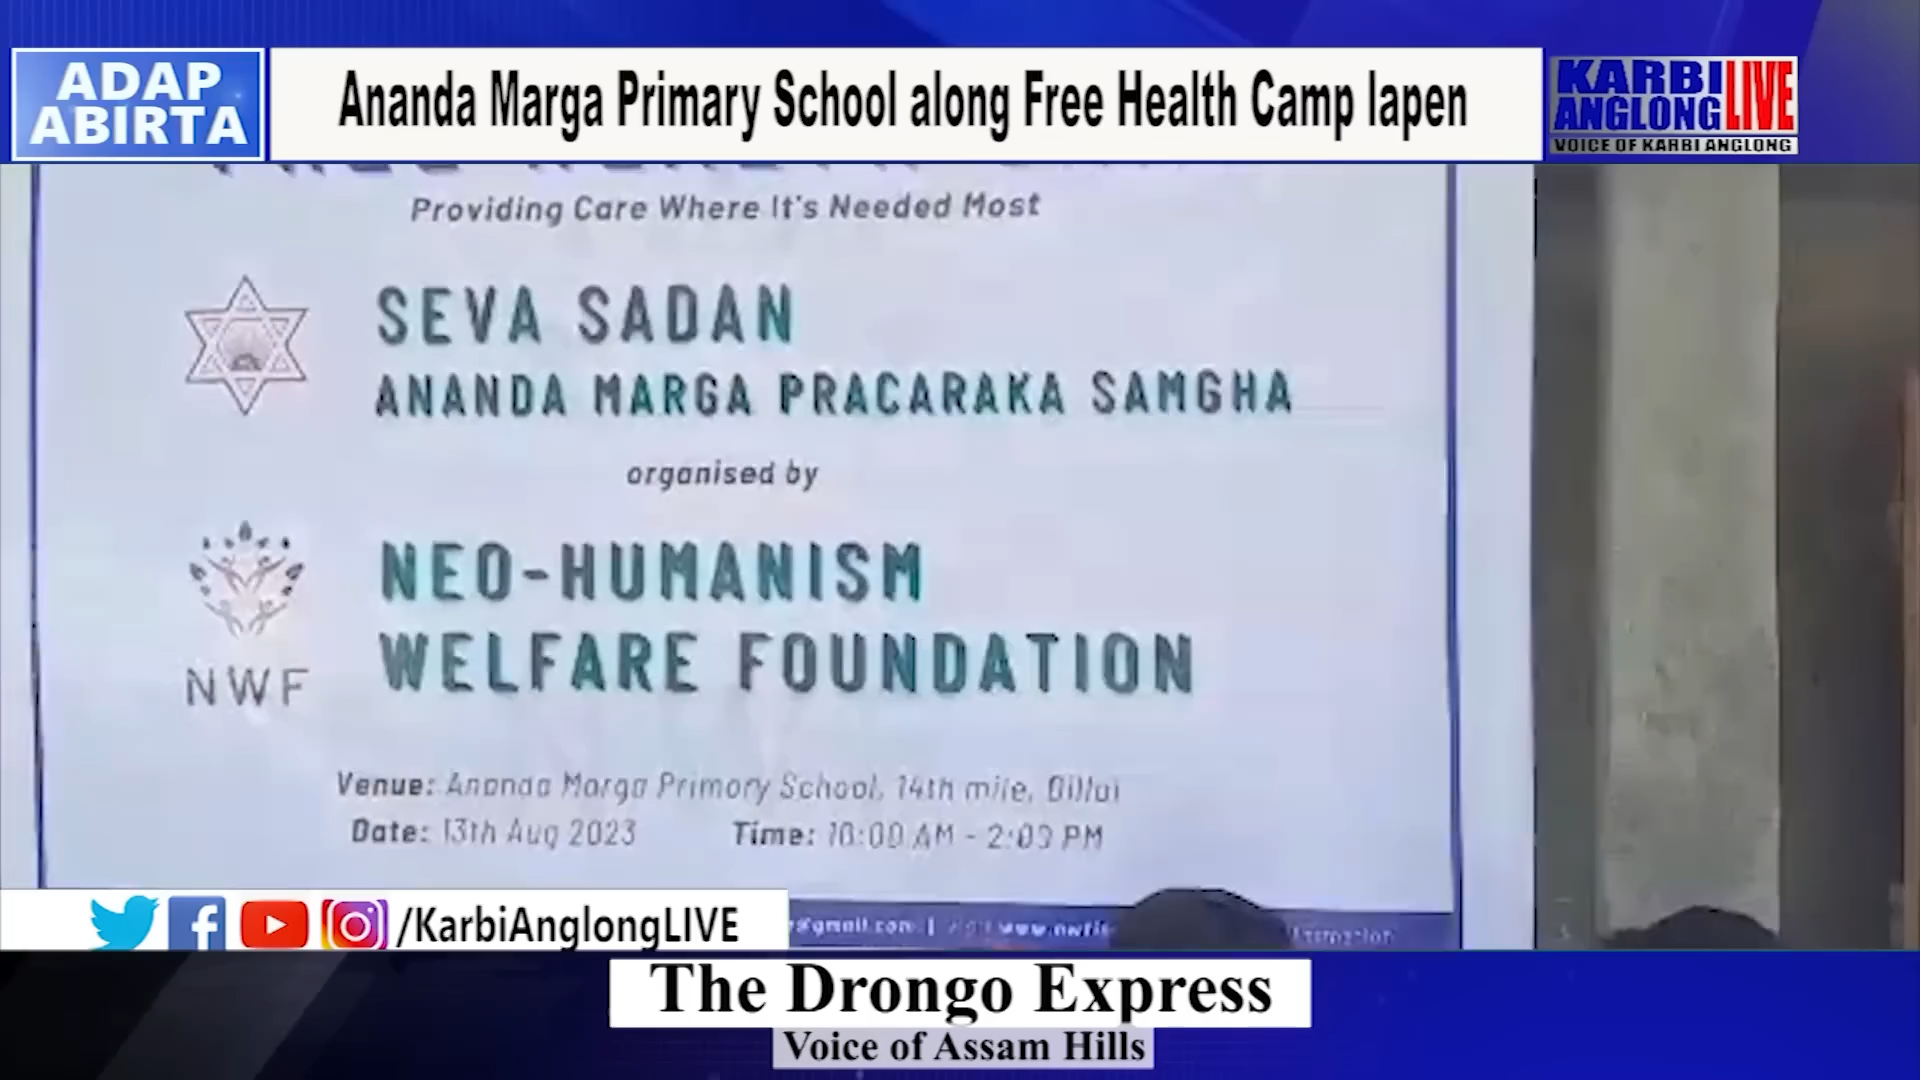 ADAP
ABIRTA
Ananda Marga Primary School along Free Health Camp lapen
KARBI
ANGLONG
LIVE
VOICE OF KARBI ANGLONG
Providing Care Where It's Needed Most
SEVA SADAN
ANANDA MARGA PRACARAKA SAMGHA
organised by
NEO-HUMANISM
WELFARE FOUNDATION
NWF
Venue: Ananda Marga Primary School, 14th mile, Dillai
Date: 13th Aug 2023 Time: 10:00 AM - 2:00 PM
/KarbiAnglongLIVE
The Drongo Express
Voice of Assam Hills